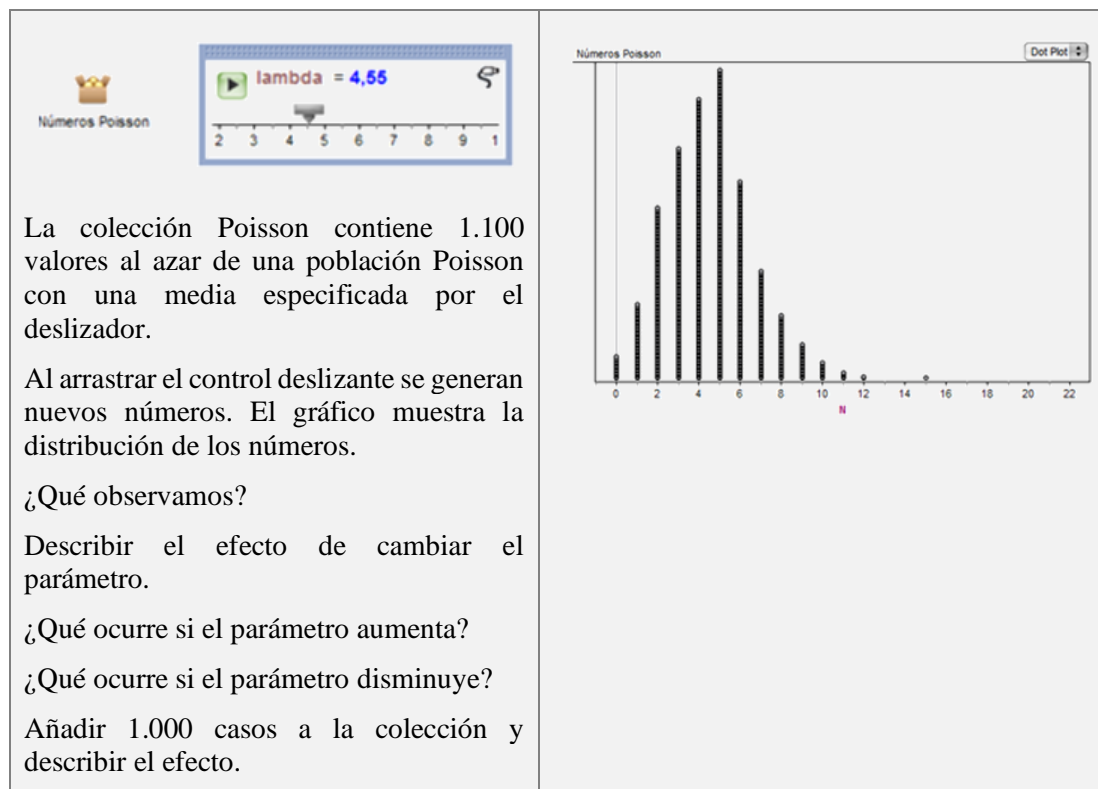 Números Poisson
lambda = 4,55
2 3 4 5 6 7 8 9 1
La colección Poisson contiene 1.100
valores al azar de una población Poisson
con una media especificada por el
deslizador.
Al arrastrar el control deslizante se generan
nuevos números. El gráfico muestra la
distribución de los números.
¿Qué observamos?
Describir el efecto de cambiar el
parámetro.
¿Qué ocurre si el parámetro aumenta?
¿Qué ocurre si el parámetro disminuye?
Añadir 1.000 casos a la colección y
describir el efecto.
Números Poisson
Dot Plot
0 2 4 6 8 10 12 14 16 18 20 22
N